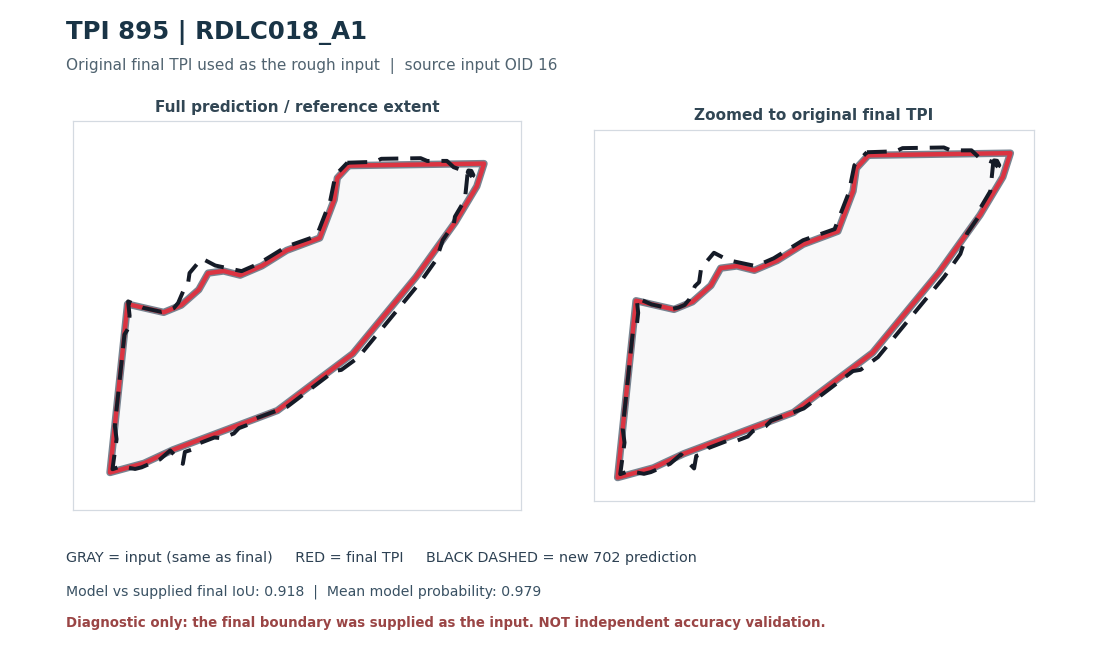 TPI 895 | RDLC018_A1
Original final TPI used as the rough input | source input OID 16
Full prediction / reference extent
Zoomed to original final TPI
GRAY = input (same as final) RED = final TPI BLACK DASHED = new 702 prediction
Model vs supplied final IoU: 0.918 | Mean model probability: 0.979
Diagnostic only: the final boundary was supplied as the input. NOT independent accuracy validation.